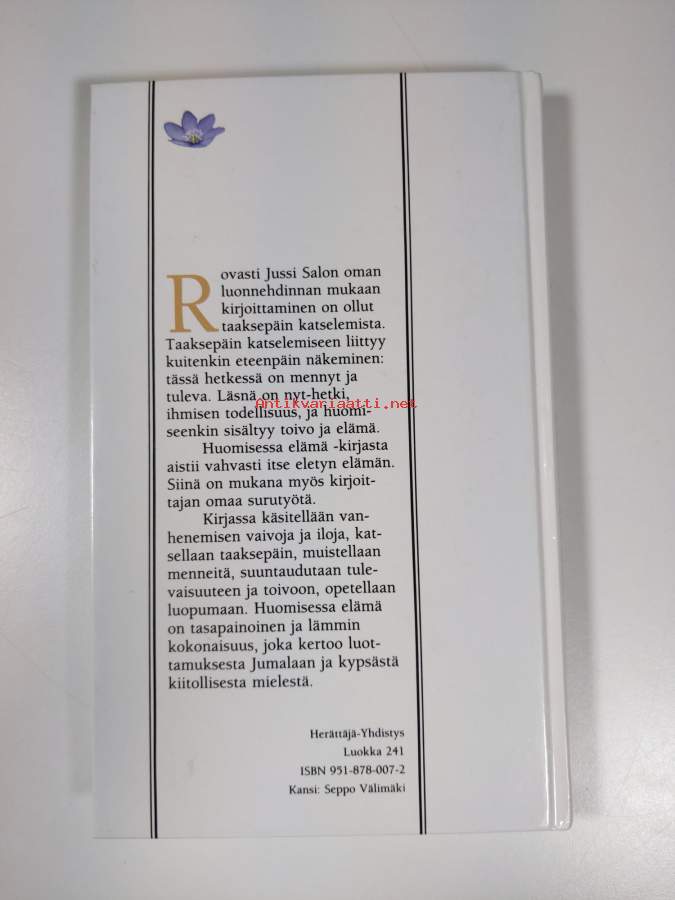 Rovasti Jussi Salon oman
luonnehdinnan mukaan
kirjoittaminen on ollut
taaksepäin katselemista.
Taaksepäin katselemiseen liittyy
kuitenkin eteenpäin näkeminen:
tässä hetkessä on mennyt ja
tuleva. Läsnä on nyt-hetki,
Antikvariaatti.net
ihmisen todellisuus, ja huomi-
seenkin sisältyy toivo ja elämä.
Huomisessa elämä -kirjasta
aistii vahvasti itse eletyn elämän.
Siinä on mukana myös kirjoit-
tajan omaa surutyötä.
Kirjassa käsitellään van-
henemisen vaivoja ja iloja, kat-
sellaan taaksepäin, muistellaan
menneitä, suuntaudutaan tule-
vaisuuteen ja toivoon, opetellaan
luopumaan. Huomisessa elämä
on tasapainoinen ja lämmin
kokonaisuus, joka kertoo luot-
tamuksesta Jumalaan ja kypsästä
kiitollisesta mielestä.
Herättäjä-Yhdistys
Luokka 241
ISBN 951-878-007-2
Kansi: Seppo Välimäki